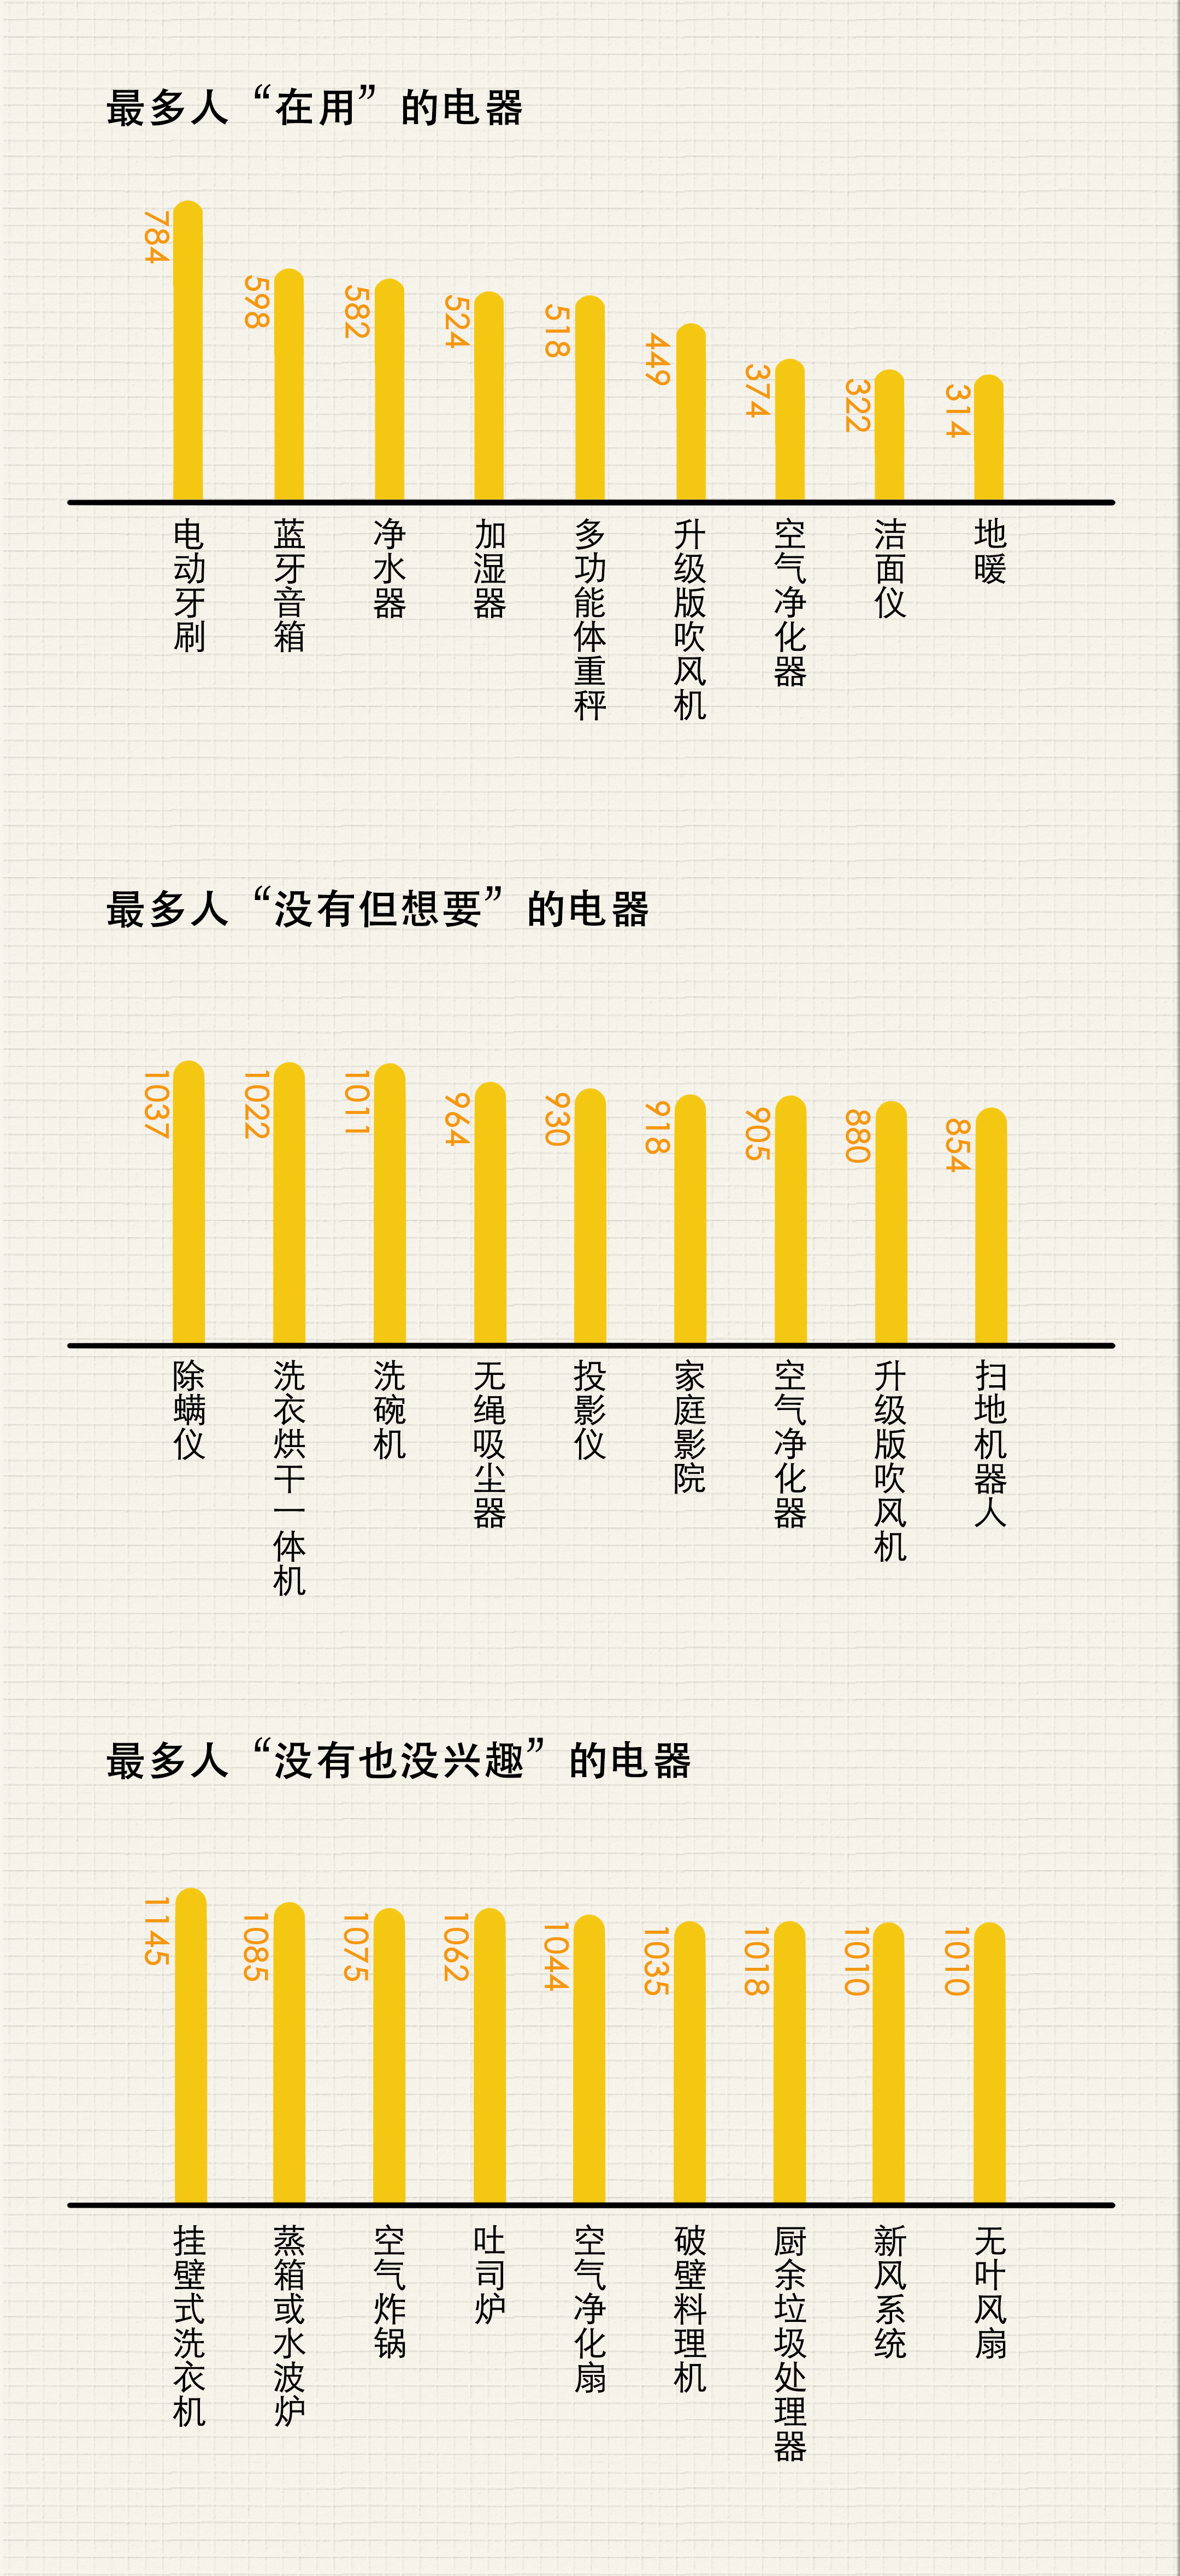 最多人“在用”的电器
784
598
582
524
518
449
374
322
314
电动牙刷
蓝牙音箱
净水器
加湿器
多功能体重秤
升级版吹风机
空气净化器
洁面仪
地暖
最多人“没有但想要”的电器
1037
1022
1011
964
930
918
905
880
854
除螨仪
洗衣烘干一体机
洗碗机
无绳吸尘器
投影仪
家庭影院
空气净化器
升级版吹风机
扫地机器人
最多人“没有也没兴趣”的电器
1145
1085
1075
1062
1044
1035
1018
1010
1010
挂壁式洗衣机
蒸箱或水波炉
空气炸锅
吐司炉
空气净化扇
破壁料理机
厨余垃圾处理器
新风系统
无叶风扇